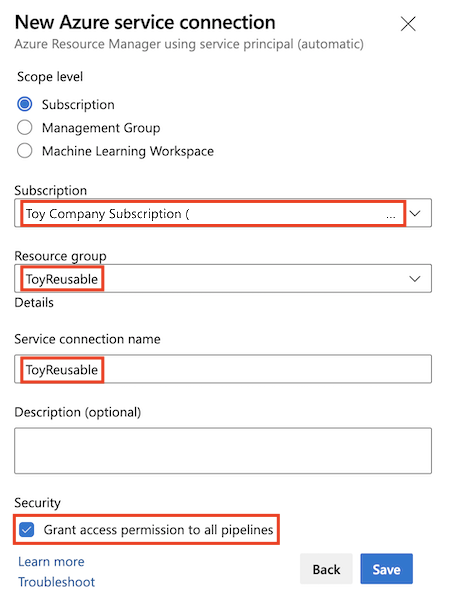 New Azure service connection
Azure Resource Manager using service principal (automatic)
Scope level
Subscription
Management Group
Machine Learning Workspace
Subscription
Toy Company Subscription ( ...
Resource group
ToyReusable
Details
Service connection name
ToyReusable
Description (optional)
Security
Grant access permission to all pipelines
Learn more
Troubleshoot
Back
Save